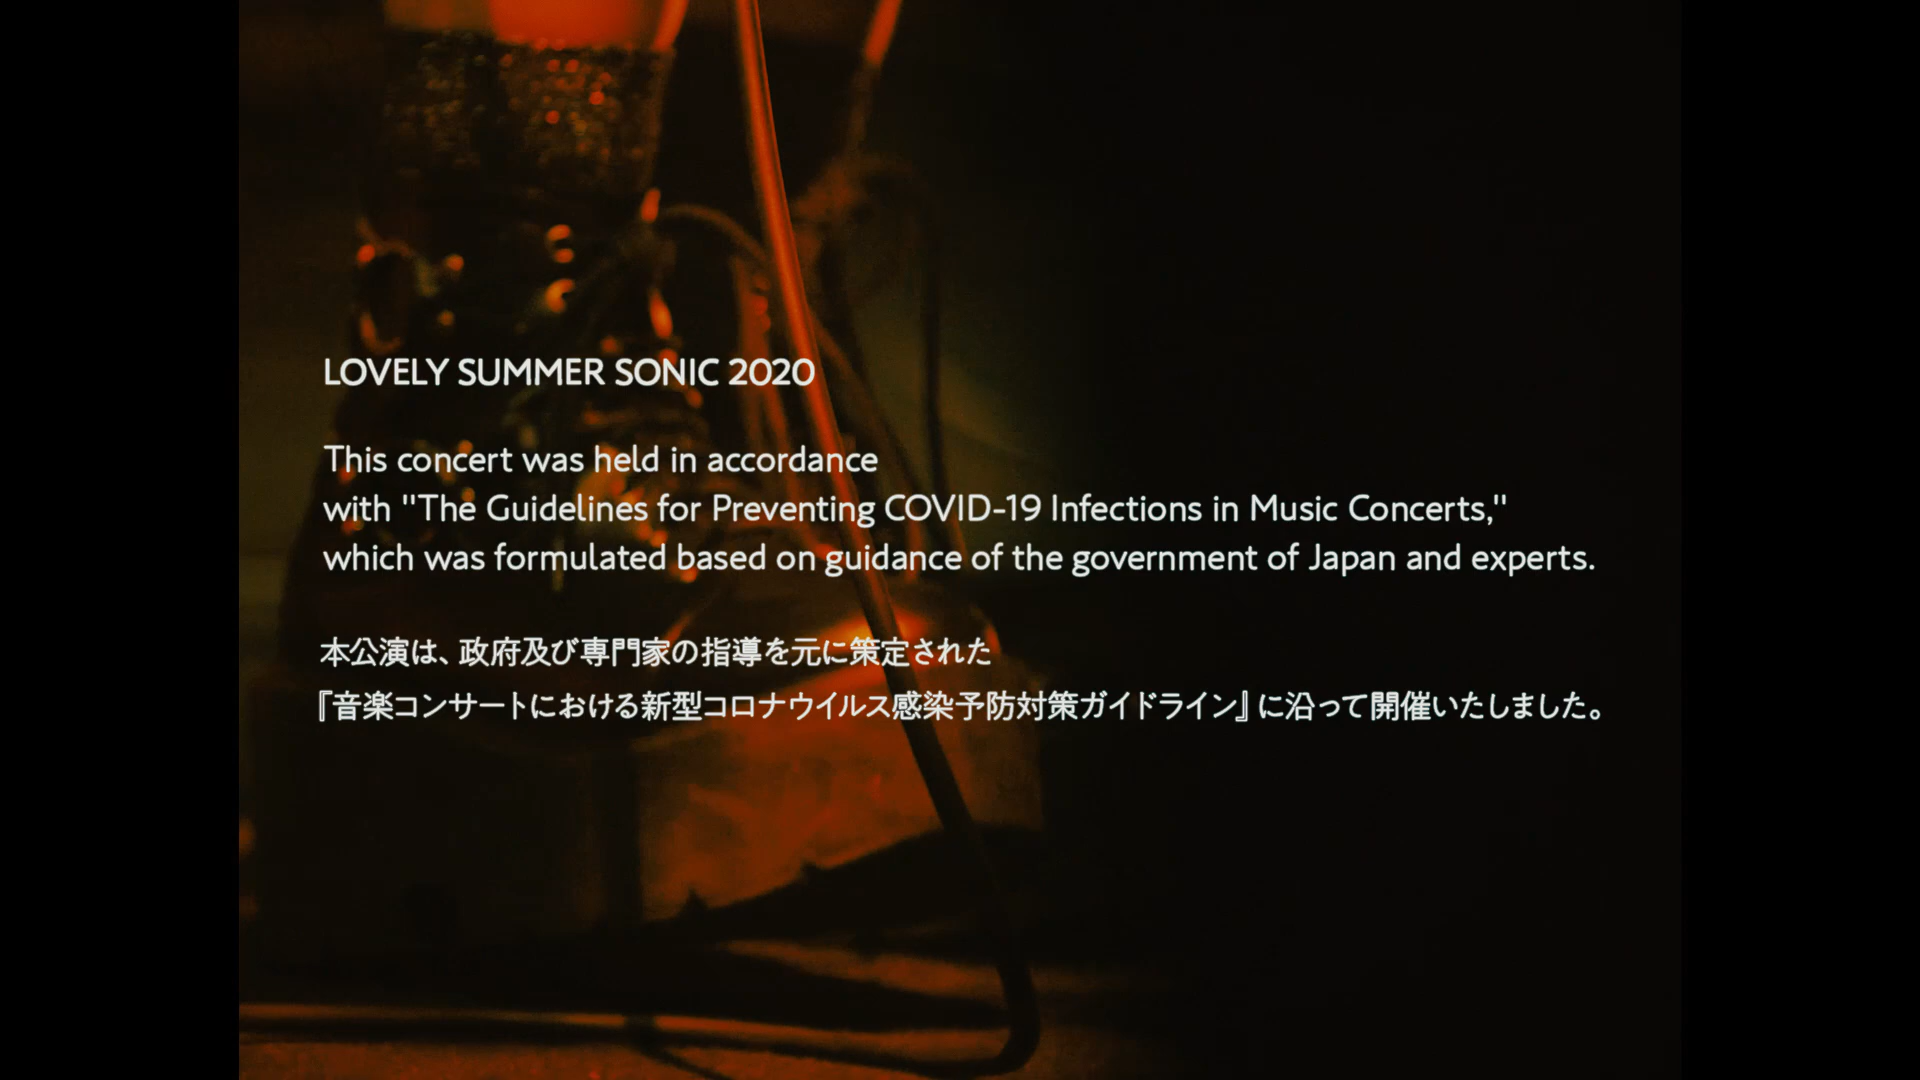 LOVELY SUMMER SONIC 2020
This concert was held in accordance
with "The Guidelines for Preventing COVID-19 Infections in Music Concerts,"
which was formulated based on guidance of the government of Japan and experts.
本公演は、政府及び専門家の指導を元に策定された
『音楽コンサートにおける新型コロナウイルス感染予防対策ガイドライン』に沿って開催いたしました。